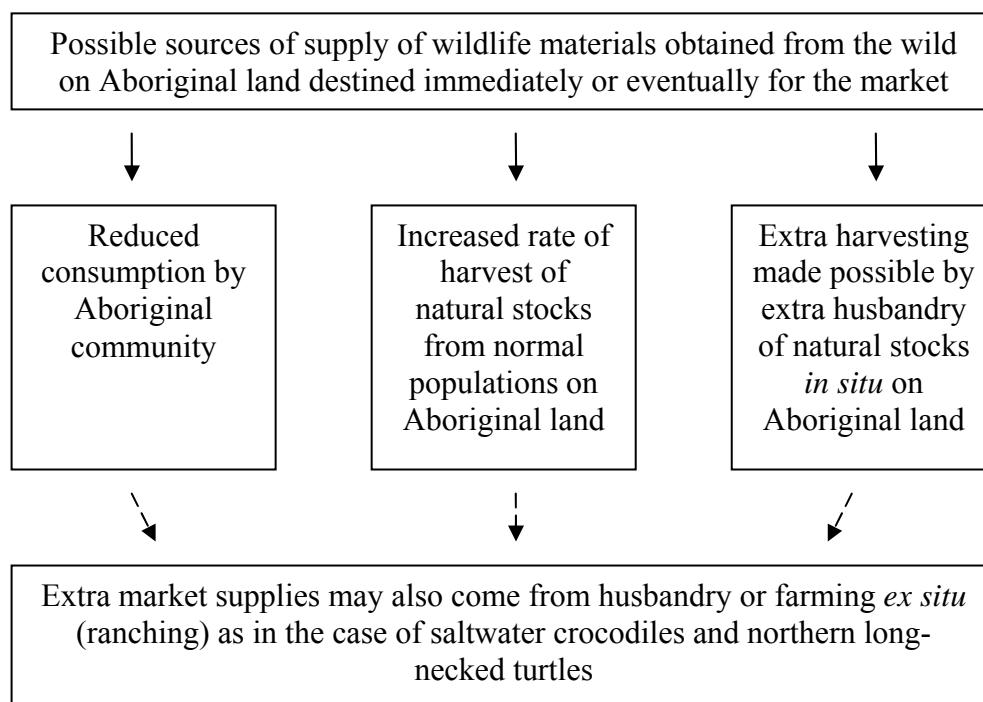 Possible sources of supply of wildlife materials obtained from the wild
on Aboriginal land destined immediately or eventually for the market
Reduced
consumption by
Aboriginal
community
Increased rate of
harvest of
natural stocks
from normal
populations on
Aboriginal land
Extra harvesting
made possible by
extra husbandry
of natural stocks
in situ on
Aboriginal land
Extra market supplies may also come from husbandry or farming ex situ
(ranching) as in the case of saltwater crocodiles and northern long-
necked turtles